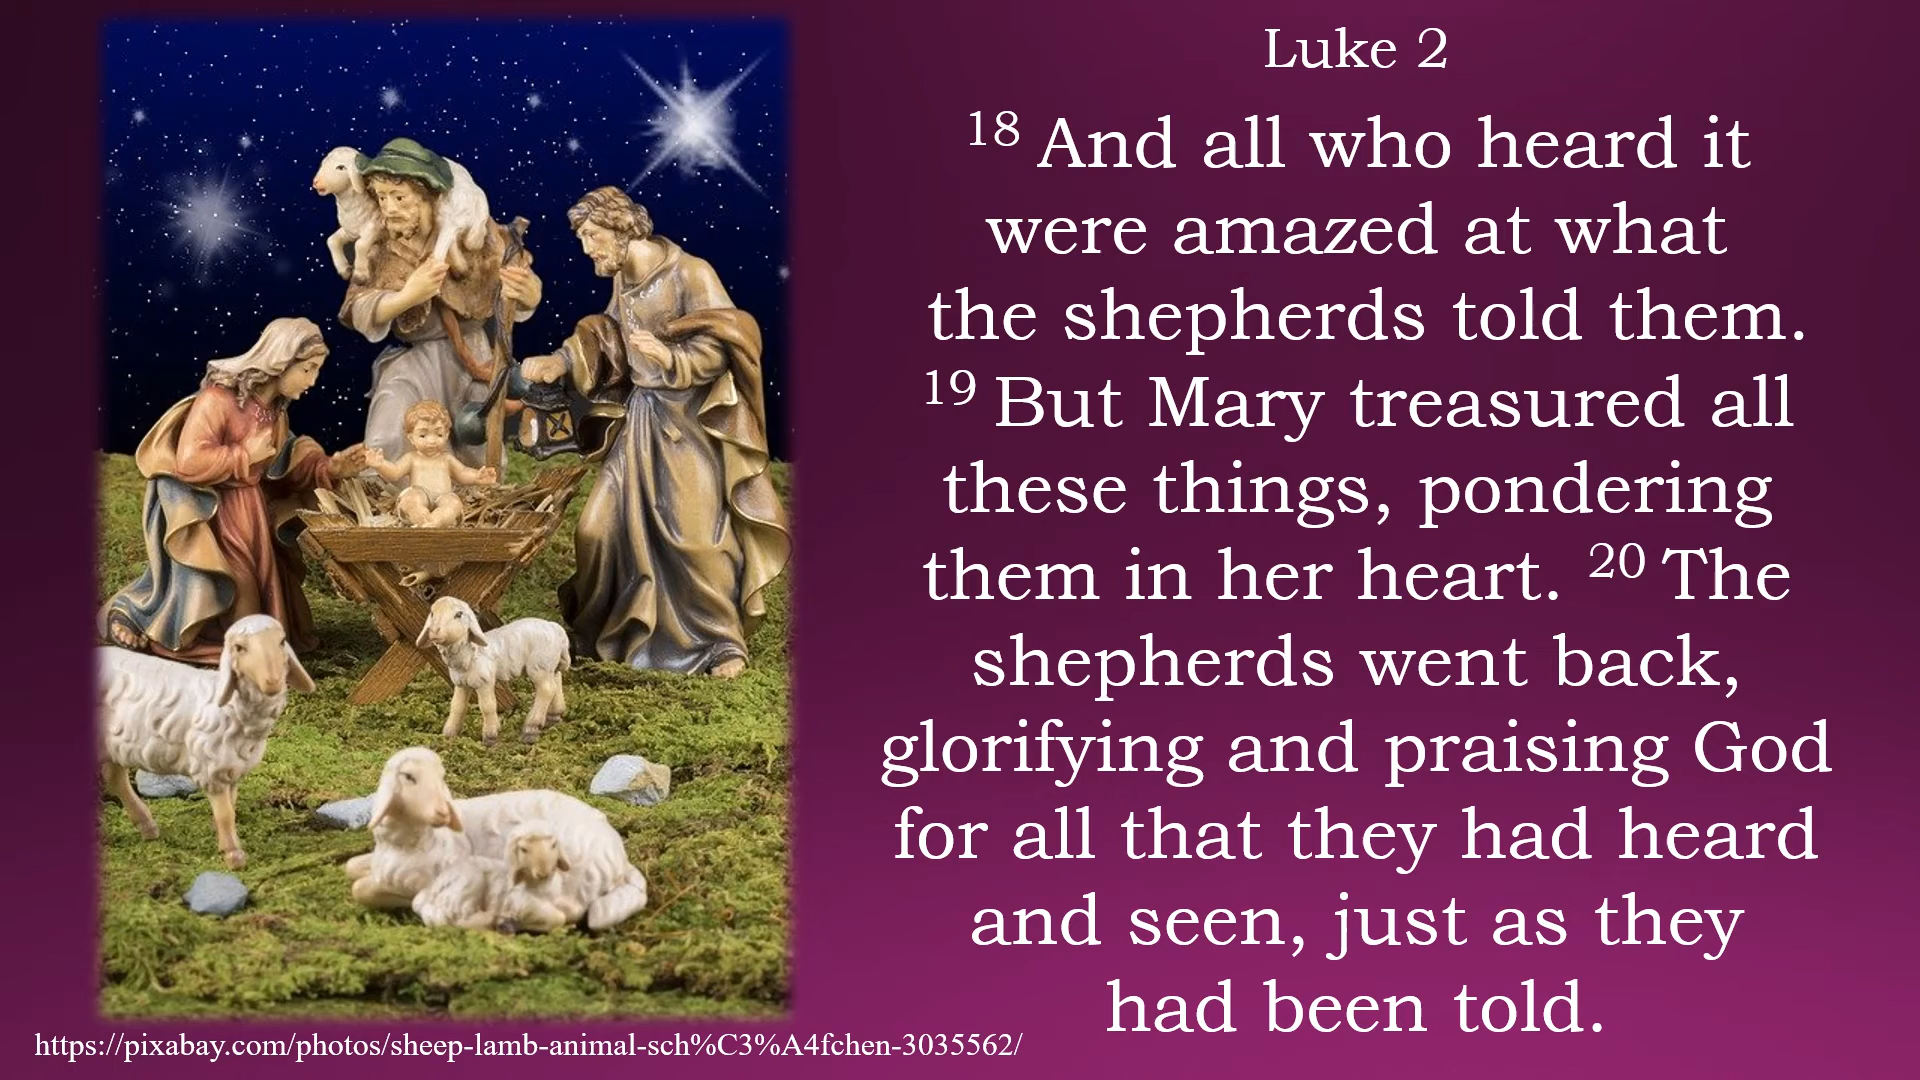 Luke 2
18 And all who heard it
were amazed at what
the shepherds told them.
19 But Mary treasured all
these things, pondering
them in her heart. 20 The
shepherds went back,
glorifying and praising God
for all that they had heard
and seen, just as they
had been told.
https://pixabay.com/photos/sheep-lamb-animal-sch%C3%A4fchen-3035562/